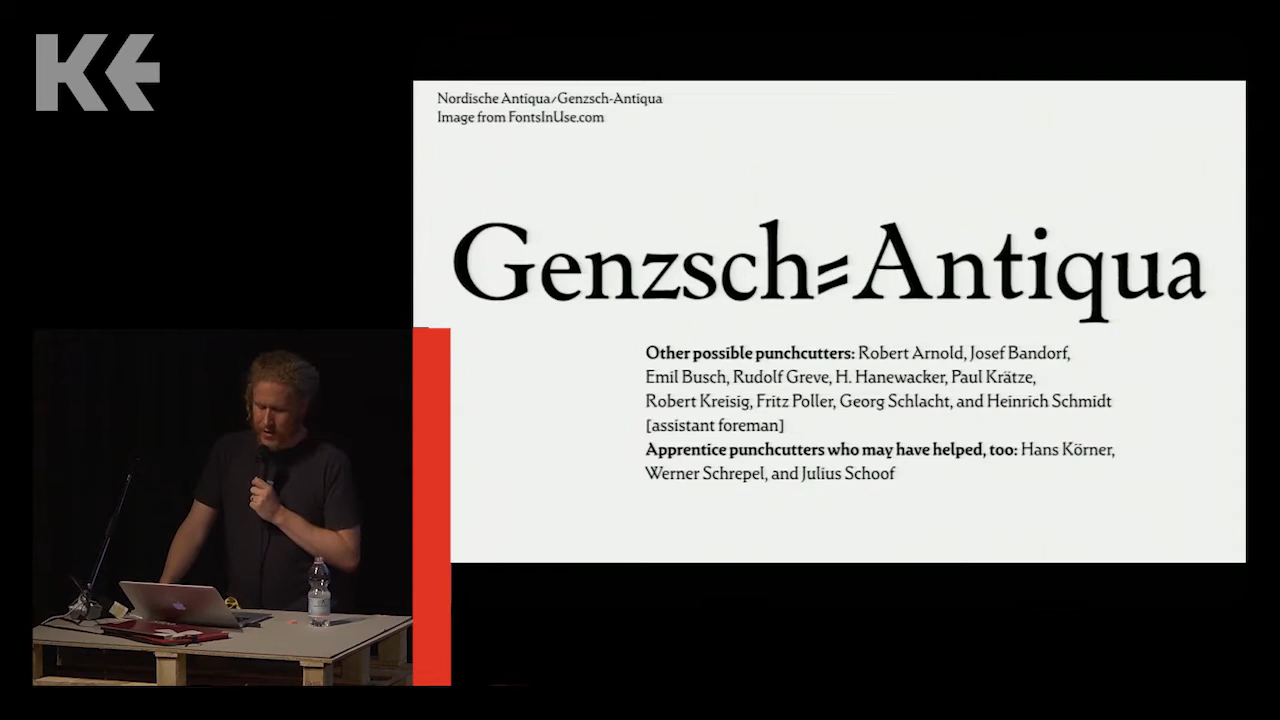 KE
Nordische Antiqua/Genzsch-Antiqua
Image from FontsInUse.com
Genzsch=Antiqua
Other possible punchcutters: Robert Arnold, Josef Bandorf,
Emil Busch, Rudolf Greve, H. Hanewacker, Paul Krätze,
Robert Kreisig, Fritz Poller, Georg Schlacht, and Heinrich Schmidt
[assistant foreman]
Apprentice punchcutters who may have helped, too: Hans Körner,
Werner Schrepel, and Julius Schoof